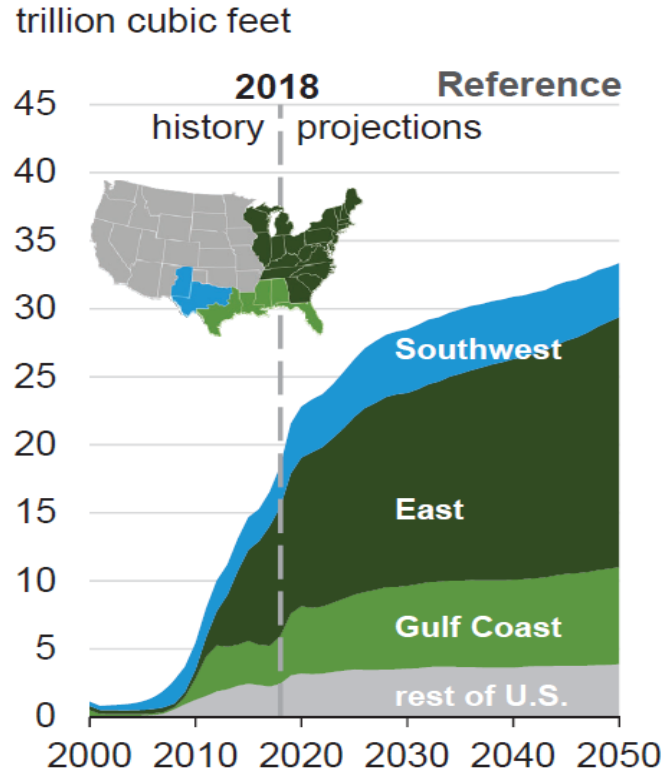 trillion cubic feet
2018 Reference
history projections
45
40
35
30
25
20
15
10
5
0
Southwest
East
Gulf Coast
rest of U.S.
2000 2010 2020 2030 2040 2050